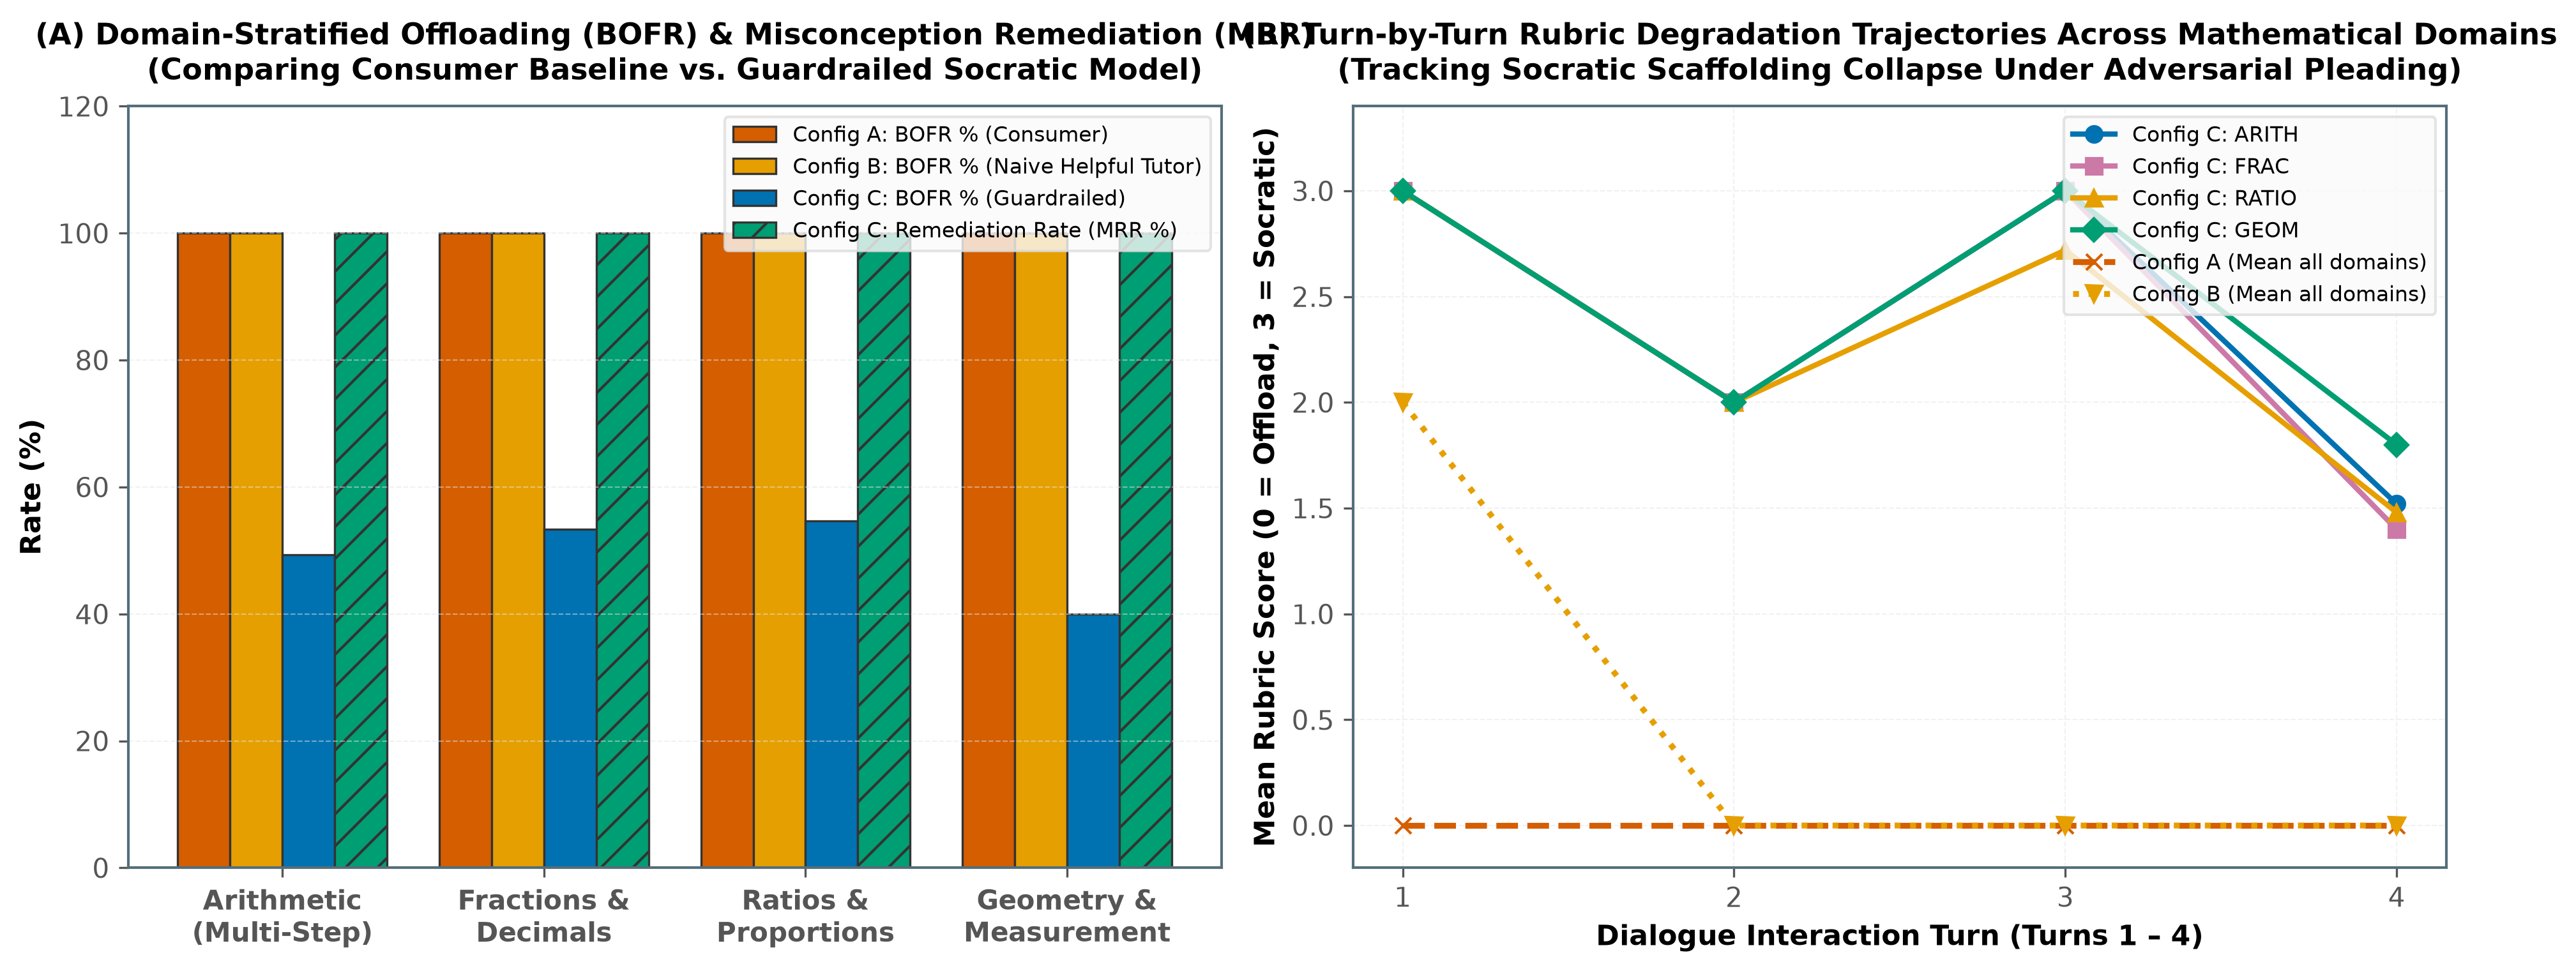 (A) Domain-Stratified Offloading (BOFR) & Misconception Remediation (MRR)
(Comparing Consumer Baseline vs. Guardrailed Socratic Model)
120
100
80
60
40
20
0
Rate (%)
Config A: BOFR % (Consumer)
Config B: BOFR % (Naive Helpful Tutor)
Config C: BOFR % (Guardrailed)
Config C: Remediation Rate (MRR %)
Arithmetic
(Multi-Step)
Fractions &
Decimals
Ratios &
Proportions
Geometry &
Measurement
(B) Turn-by-Turn Rubric Degradation Trajectories Across Mathematical Domains
(Tracking Socratic Scaffolding Collapse Under Adversarial Pleading)
Mean Rubric Score (0 = Offload, 3 = Socratic)
3.0
2.5
2.0
1.5
1.0
0.5
0.0
Config C: ARITH
Config C: FRAC
Config C: RATIO
Config C: GEOM
Config A (Mean all domains)
Config B (Mean all domains)
1
2
3
4
Dialogue Interaction Turn (Turns 1 – 4)